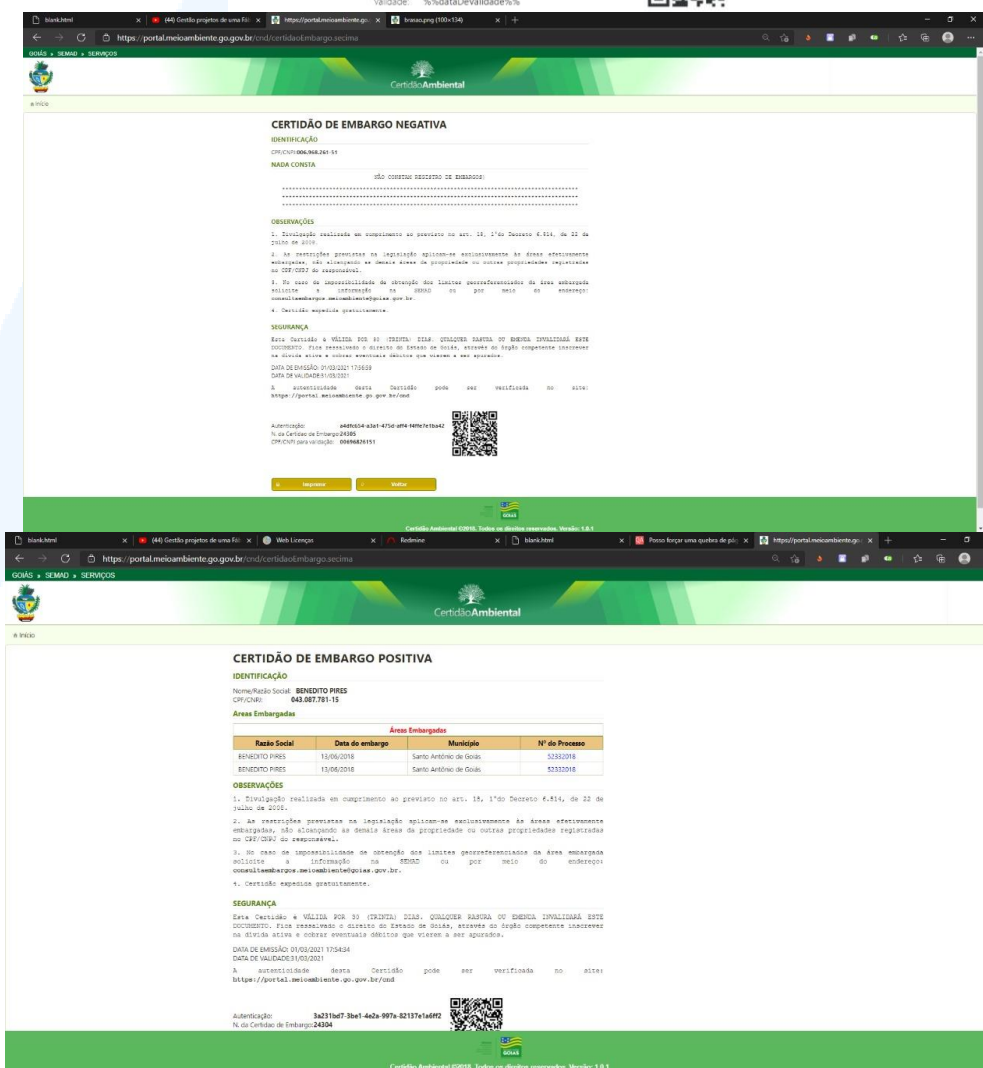 Validade: %%dataDeValidade%%
blank.html
(44) Gestão projetos de uma Fáb
https://portal.meioambiente.go.
brasao.png (100×134)
https://portal.meioambiente.go.gov.br/cnd/certidaoEmbargo.secima
GOIÁS » SEMAD » SERVIÇOS
CertidãoAmbiental
Início
CERTIDÃO DE EMBARGO NEGATIVA
IDENTIFICAÇÃO
CPF/CNPJ:006.968.261-51
NADA CONSTA
NÃO CONSTAM REGISTRO DE EMBARGOS!
OBSERVAÇÕES
1. Divulgação realizada em cumprimento ao previsto no art. 18, 1°do Decreto 6.514, de 22 de
julho de 2008.
2. As restrições previstas na legislação aplicam-se exclusivamente às áreas efetivamente
embargadas, não alcançando as demais áreas da propriedade ou outras propriedades registradas
no CPF/CNPJ do responsável.
3. No caso de impossibilidade de obtenção dos limites georreferenciados da área embargada
solicite a informação na SEMAD ou por meio do endereço:
consultaembargos.meioambiente@goias.gov.br.
4. Certidão expedida gratuitamente.
SEGURANÇA
Esta Certidão é VÁLIDA POR 30 (TRINTA) DIAS. QUALQUER RASURA OU EMENDA INVALIDARÁ ESTE
DOCUMENTO. Fica ressalvado o direito do Estado de Goiás, através do órgão competente inscrever
na dívida ativa e cobrar eventuais débitos que vierem a ser apurados.
DATA DE EMISSÃO: 01/03/2021 17:56:58
DATA DE VALIDADE:31/03/2021
A autenticidade desta Certidão pode ser verificada no site:
https://portal.meioambiente.go.gov.br/cnd
Autenticação: a4dfc654-a3a1-475d-aff4-f4ffe7e1ba42
N. da Certidao de Embargo:24305
CPF/CNPJ para validação: 00696826151
Imprimir
Voltar
GOIÁS
Certidão Ambiental ©2018. Todos os direitos reservados. Versão: 1.0.1
blank.html
(44) Gestão projetos de uma Fáb
Web Licenças
Redmine
blank.html
Posso forçar uma quebra de pág
https://portal.meioambiente.go.
https://portal.meioambiente.go.gov.br/cnd/certidaoEmbargo.secima
GOIÁS » SEMAD » SERVIÇOS
CertidãoAmbiental
Início
CERTIDÃO DE EMBARGO POSITIVA
IDENTIFICAÇÃO
Nome/Razão Social: BENEDITO PIRES
CPF/CNPJ: 043.087.781-15
Areas Embargadas
Áreas Embargadas
Razão Social Data do embargo Município Nº do Processo
BENEDITO PIRES 13/06/2018 Santo Antônio de Goiás 52332018
BENEDITO PIRES 13/06/2018 Santo Antônio de Goiás 52332018
OBSERVAÇÕES
1. Divulgação realizada em cumprimento ao previsto no art. 18, 1°do Decreto 6.514, de 22 de
julho de 2008.
2. As restrições previstas na legislação aplicam-se exclusivamente às áreas efetivamente
embargadas, não alcançando as demais áreas da propriedade ou outras propriedades registradas
no CPF/CNPJ do responsável.
3. No caso de impossibilidade de obtenção dos limites georreferenciados da área embargada
solicite a informação na SEMAD ou por meio do endereço:
consultaembargos.meioambiente@goias.gov.br.
4. Certidão expedida gratuitamente.
SEGURANÇA
Esta Certidão é VÁLIDA POR 30 (TRINTA) DIAS. QUALQUER RASURA OU EMENDA INVALIDARÁ ESTE
DOCUMENTO. Fica ressalvado o direito do Estado de Goiás, através do órgão competente inscrever
na dívida ativa e cobrar eventuais débitos que vierem a ser apurados.
DATA DE EMISSÃO: 01/03/2021 17:54:34
DATA DE VALIDADE:31/03/2021
A autenticidade desta Certidão pode ser verificada no site:
https://portal.meioambiente.go.gov.br/cnd
Autenticação: 3a231bd7-3be1-4e2a-997a-82137e1a6ff2
N. da Certidao de Embargo:24304
GOIÁS
Certidão Ambiental ©2018. Todos os direitos reservados. Versão: 1.0.1